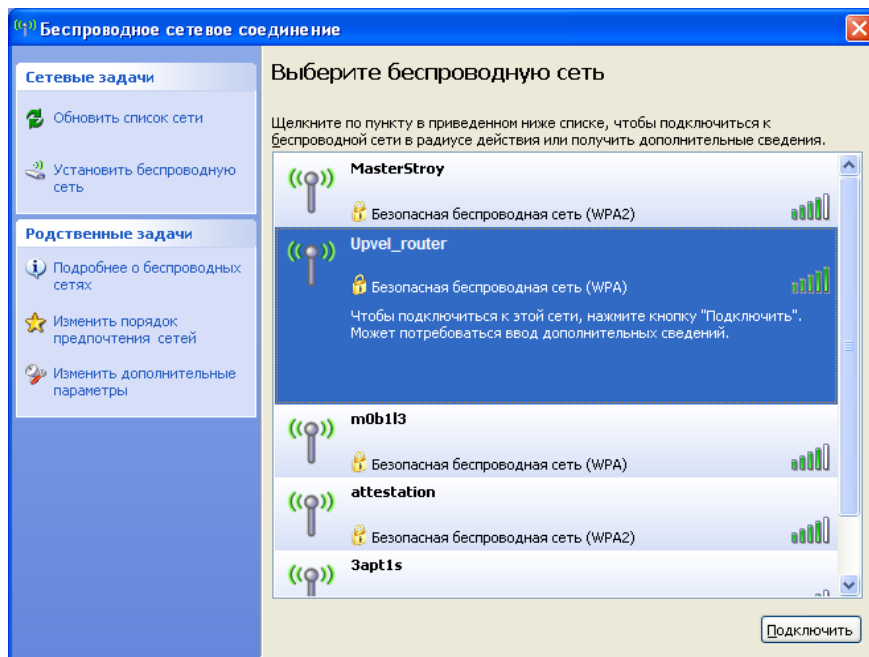 Беспроводное сетевое соединение
Сетевые задачи
Обновить список сети
Установить беспроводную
сеть
Родственные задачи
Подробнее о беспроводных
сетях
Изменить порядок
предпочтения сетей
Изменить дополнительные
параметры
Выберите беспроводную сеть
Щелкните по пункту в приведенном ниже списке, чтобы подключиться к
беспроводной сети в радиусе действия или получить дополнительные сведения.
MasterStroy
Безопасная беспроводная сеть (WPA2)
Upvel_router
Безопасная беспроводная сеть (WPA)
Чтобы подключиться к этой сети, нажмите кнопку "Подключить".
Может потребоваться ввод дополнительных сведений.
m0b1l3
Безопасная беспроводная сеть (WPA)
attestation
Безопасная беспроводная сеть (WPA2)
3apt1s
Подключить